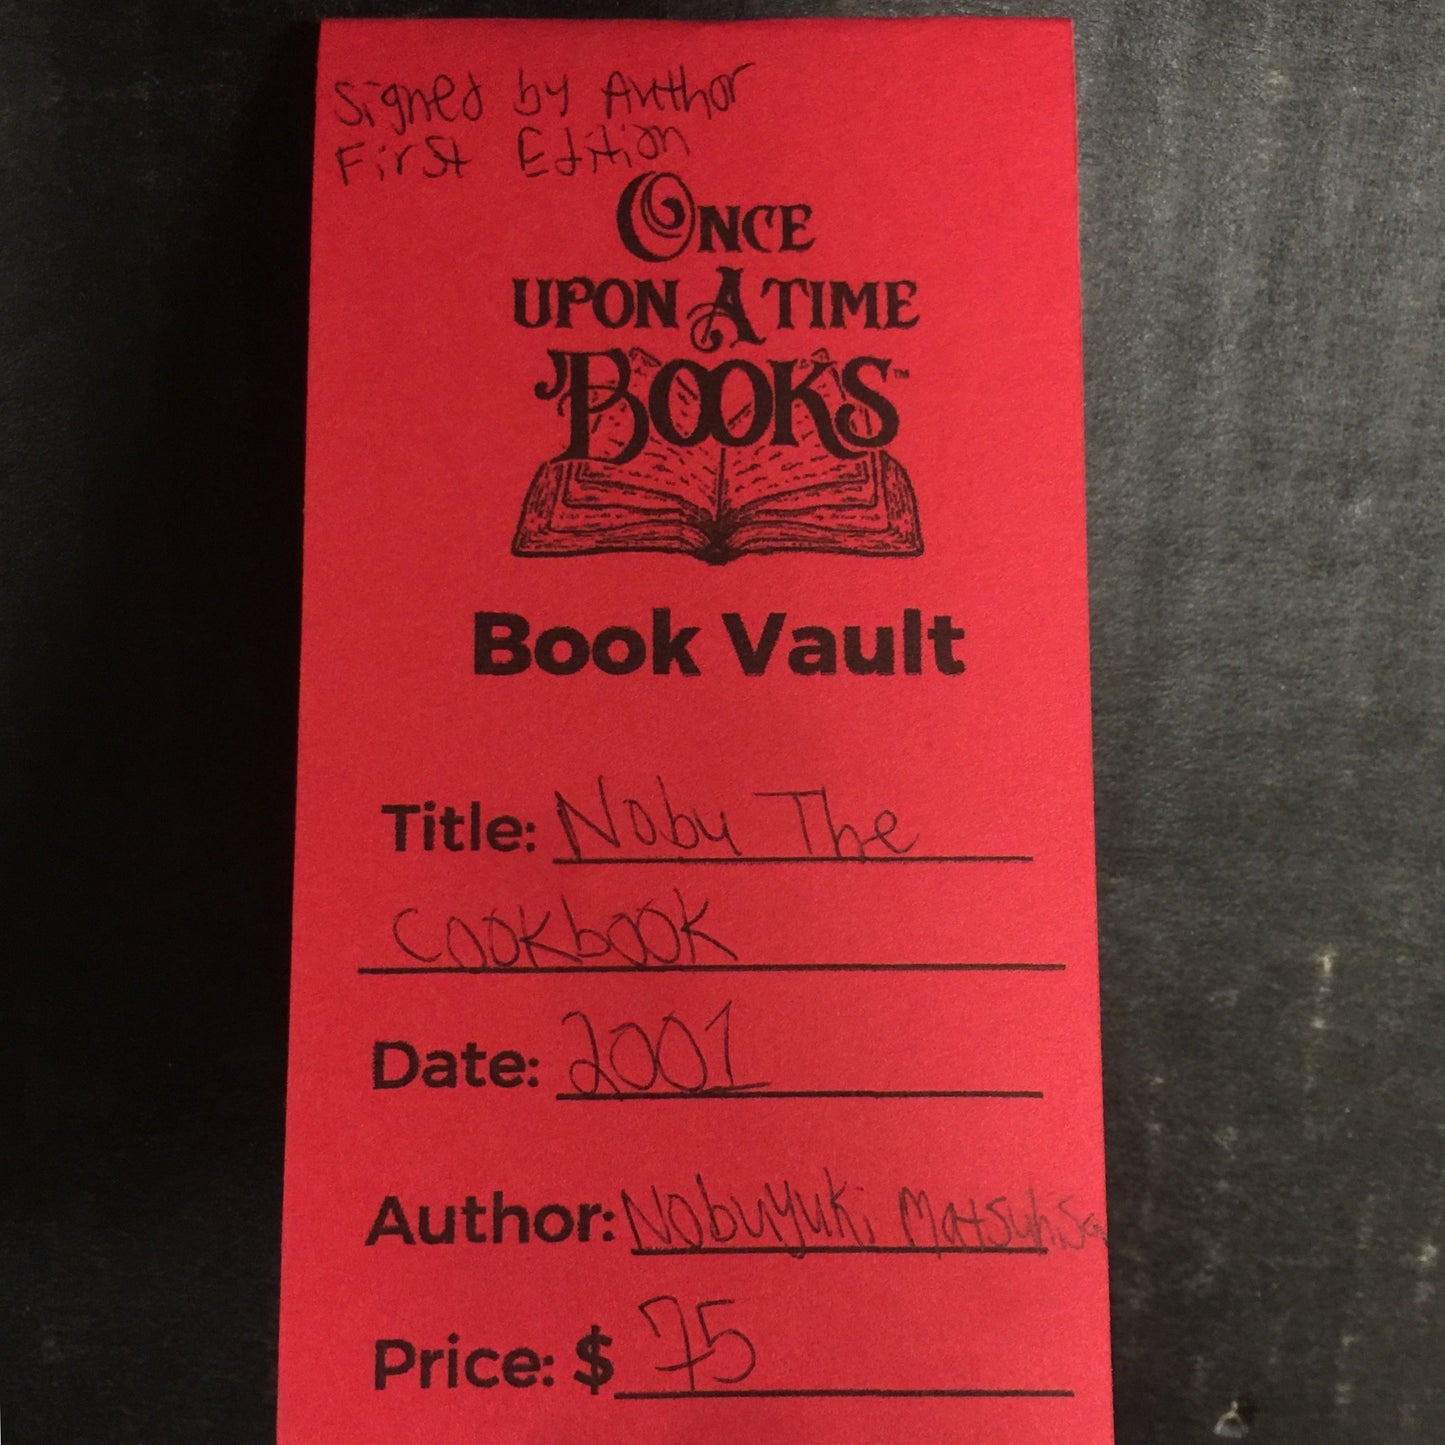 Signed by Author
First Edition
ONCE
UPON A TIME
BOOKS™
Book Vault
Title: Nobu The
Cookbook
Date: 2001
Author: Nobuyuki Matsuhisa
Price: $ 75